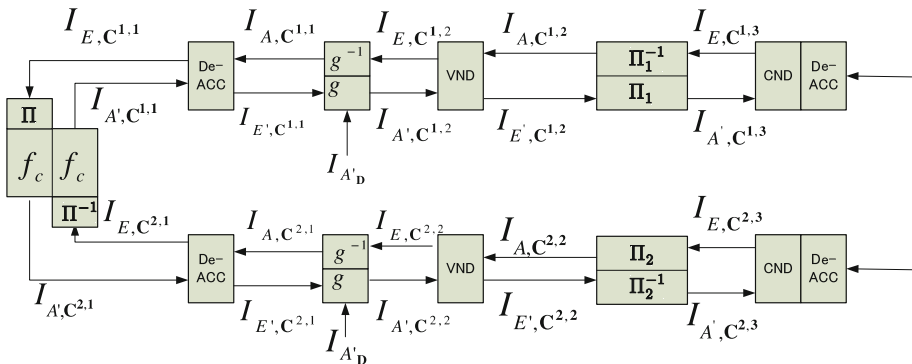 I_{E,C^{1,1}}
I_{A,C^{1,1}}
I_{E,C^{1,2}}
I_{A,C^{1,2}}
I_{E,C^{1,3}}
De-
ACC
g^{-1}
g
VND
Π_1^{-1}
Π_1
CND
De-
ACC
Π
I_{A',C^{1,1}}
I_{E',C^{1,1}}
I_{A',C^{1,2}}
I_{E',C^{1,2}}
I_{A',C^{1,3}}
I_{A'_D}
f_c
f_c
Π^{-1}
I_{E,C^{2,1}}
I_{A,C^{2,1}}
I_{E,C^{2,2}}
I_{A,C^{2,2}}
I_{E,C^{2,3}}
De-
ACC
g^{-1}
g
VND
Π_2
Π_2^{-1}
CND
De-
ACC
I_{A',C^{2,1}}
I_{E',C^{2,1}}
I_{A',C^{2,2}}
I_{E',C^{2,2}}
I_{A',C^{2,3}}
I_{A'_D}